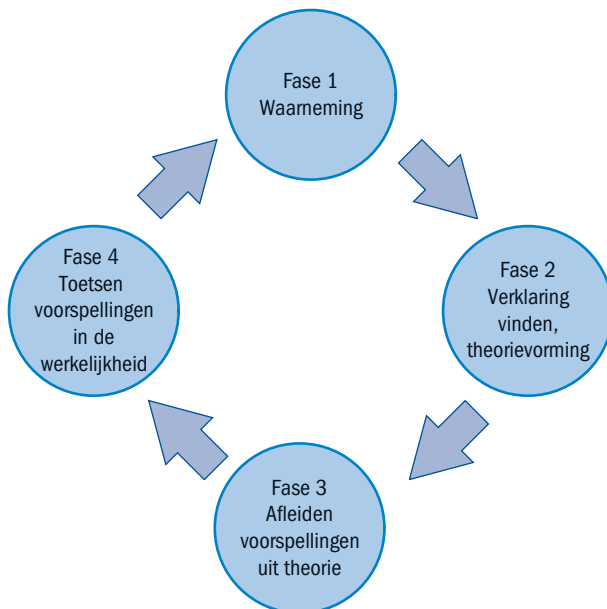 Fase 1
Waarneming
Fase 2
Verklaring
vinden,
theorievorming
Fase 3
Afleiden
voorspellingen
uit theorie
Fase 4
Toetsen
voorspellingen
in de
werkelijkheid